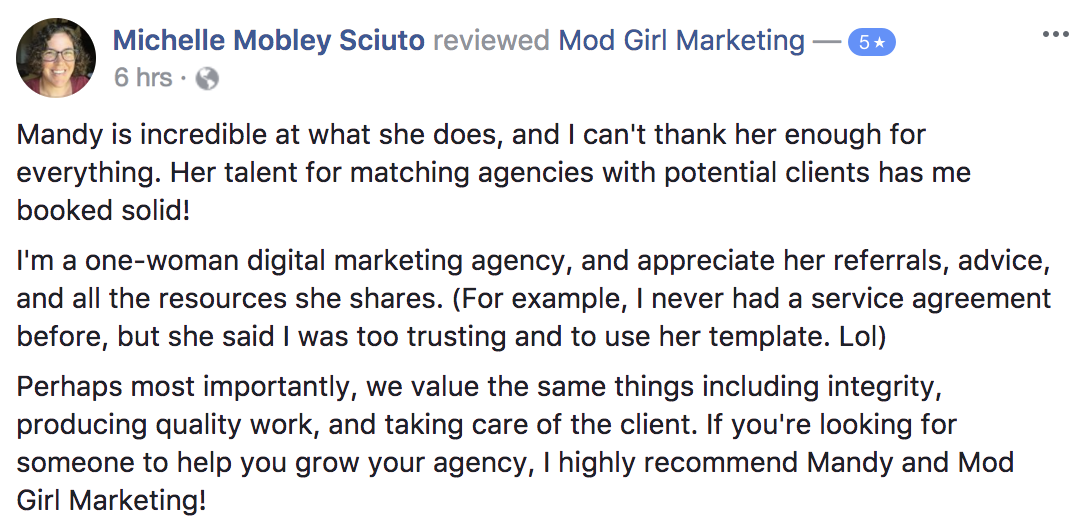 Michelle Mobley Sciuto reviewed Mod Girl Marketing — 5★
6 hrs ·
Mandy is incredible at what she does, and I can't thank her enough for
everything. Her talent for matching agencies with potential clients has me
booked solid!
I'm a one-woman digital marketing agency, and appreciate her referrals, advice,
and all the resources she shares. (For example, I never had a service agreement
before, but she said I was too trusting and to use her template. Lol)
Perhaps most importantly, we value the same things including integrity,
producing quality work, and taking care of the client. If you're looking for
someone to help you grow your agency, I highly recommend Mandy and Mod
Girl Marketing!